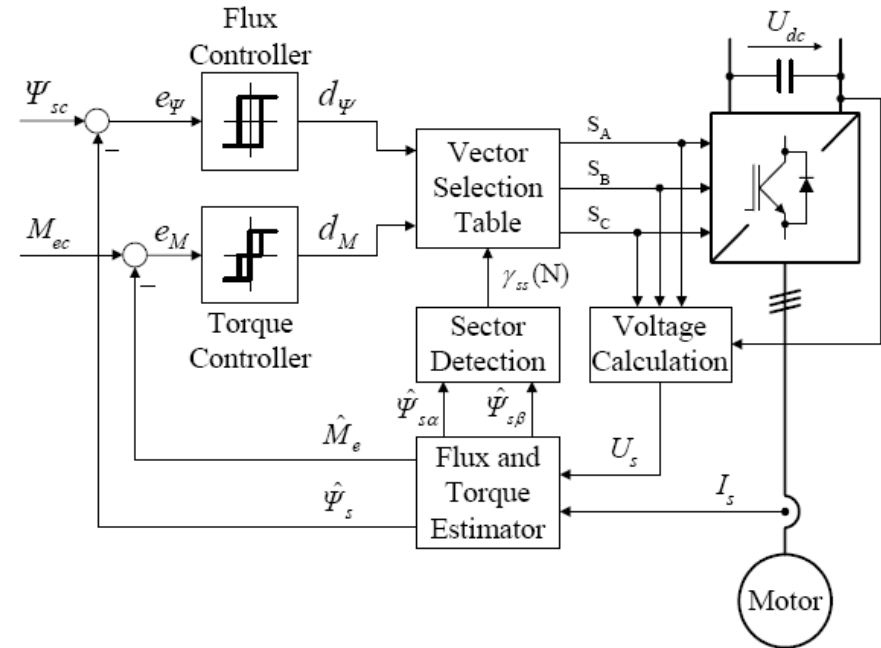 Flux
Controller
U_dc
Ψ_sc
e_Ψ
d_Ψ
Vector
Selection
Table
S_A
S_B
S_C
M_ec
e_M
d_M
Torque
Controller
γ_ss(N)
Sector
Detection
Voltage
Calculation
Ψ̂_sα
Ψ̂_sβ
M̂_e
Flux and
Torque
Estimator
U_s
Ψ̂_s
I_s
Motor